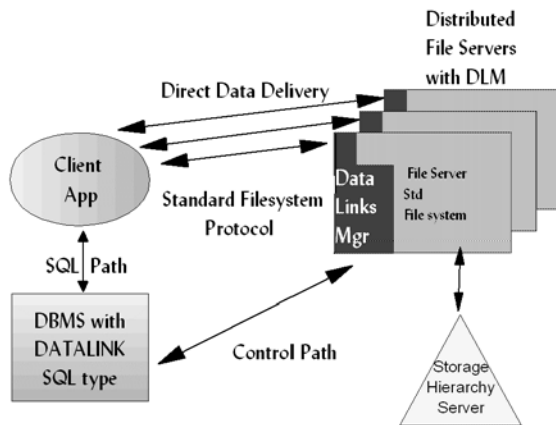 Distributed
File Servers
with DLM
Direct Data Delivery
Client
App
Standard Filesystem
Protocol
Data
Links
Mgr
File Server
Std
File system
SQL Path
DBMS with
DATALINK
SQL type
Control Path
Storage
Hierarchy
Server